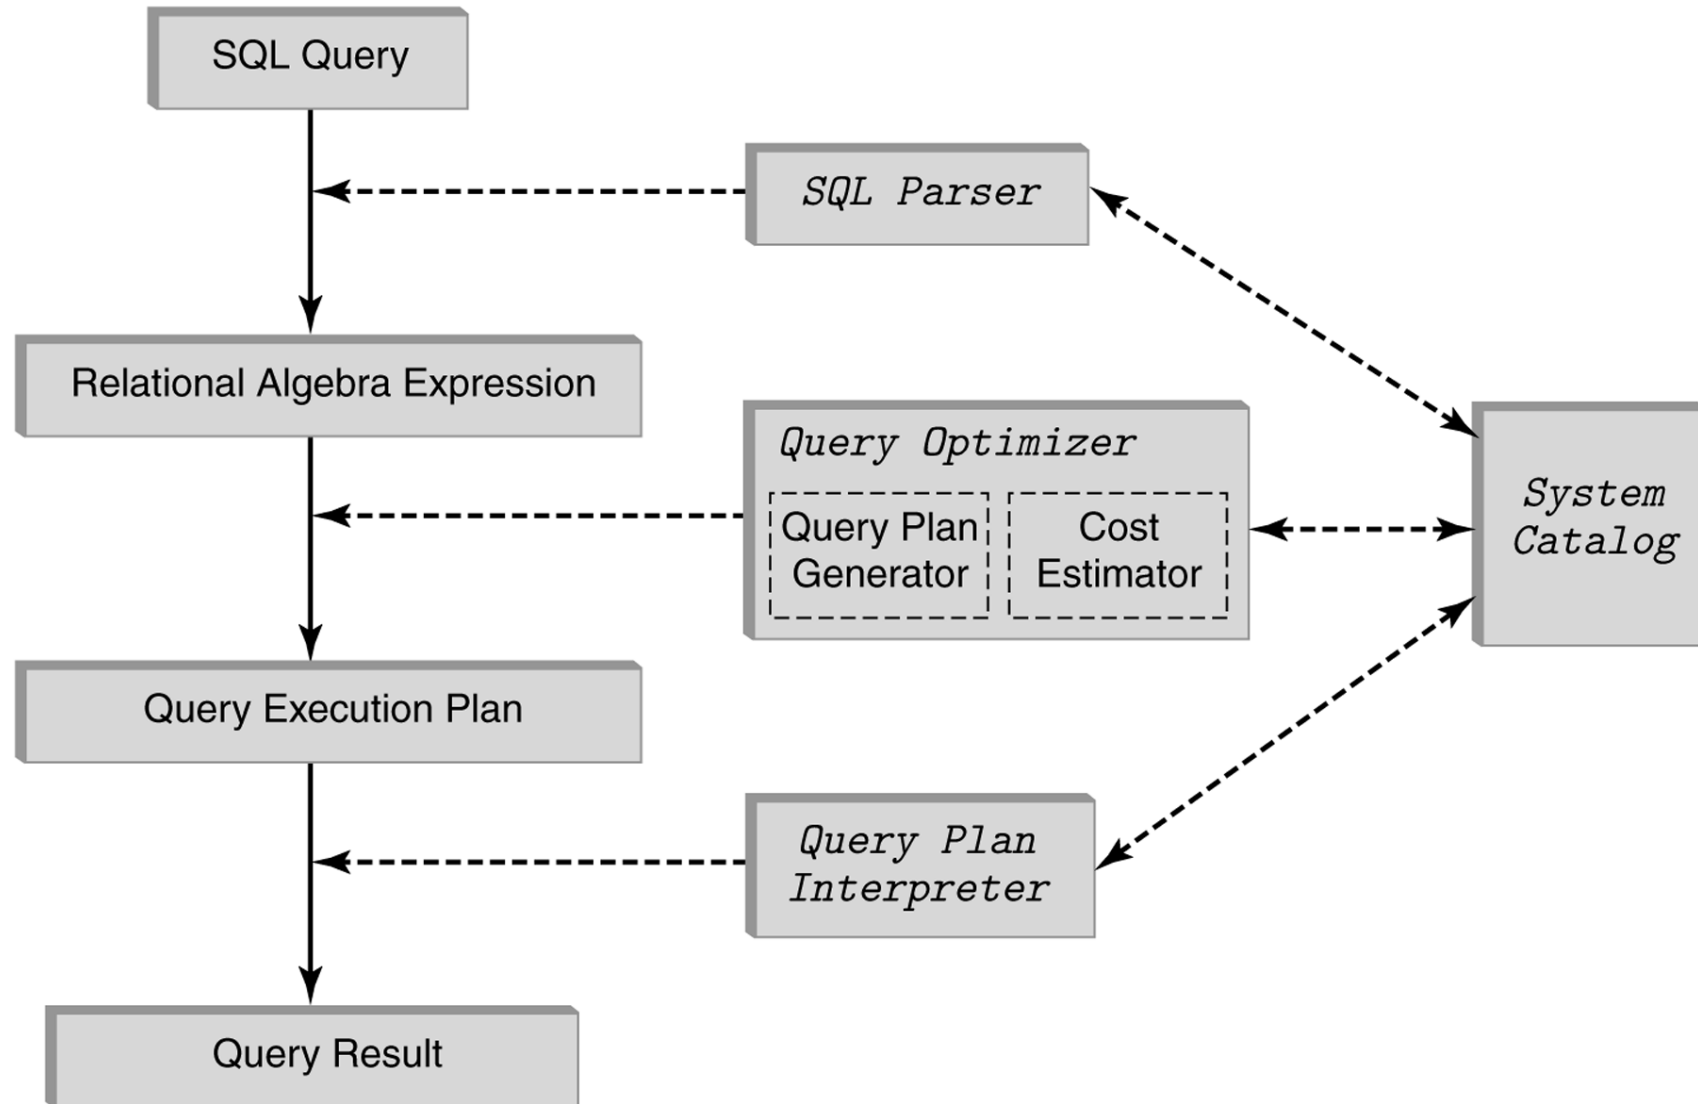 SQL Query
SQL Parser
Relational Algebra Expression
Query Optimizer
Query Plan
Generator
Cost
Estimator
System
Catalog
Query Execution Plan
Query Plan
Interpreter
Query Result